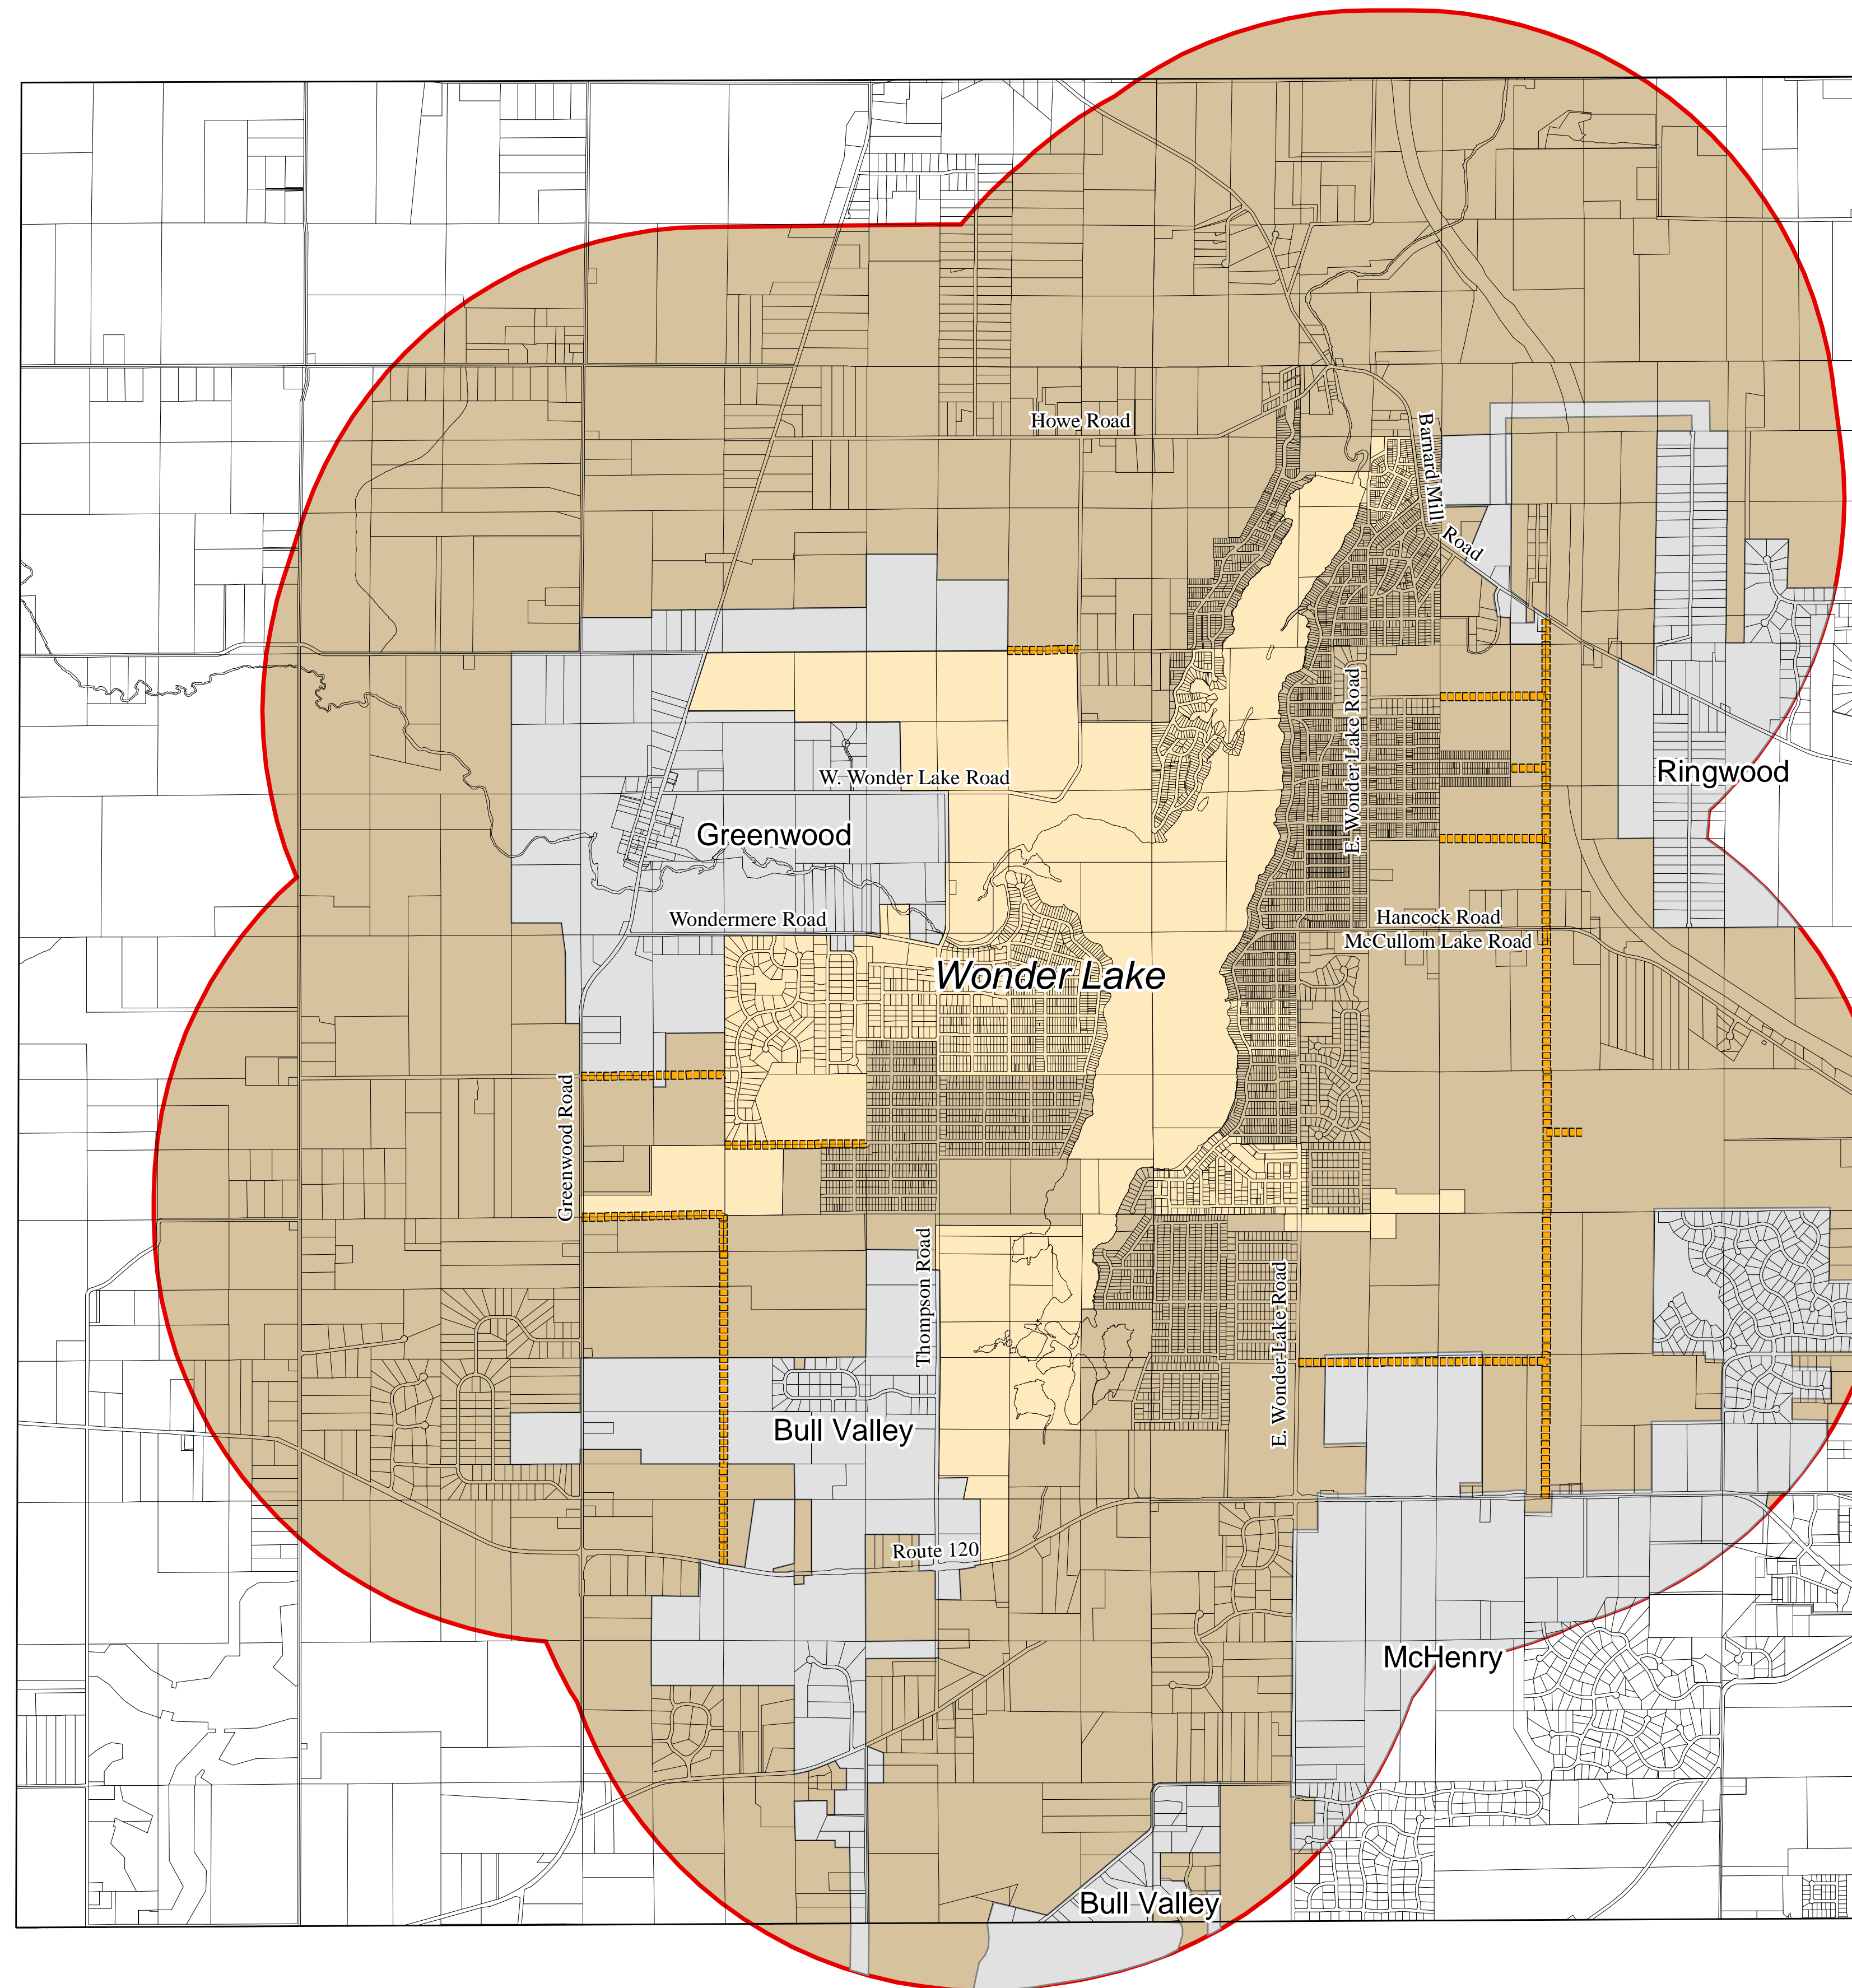 Howe Road
Barnard Mill
Road
E. Wonder Lake Road
W. Wonder Lake Road
Ringwood
Greenwood
Wondermere Road
Hancock Road
McCullom Lake Road
Wonder Lake
Greenwood Road
Thompson Road
E. Wonder Lake Road
Bull Valley
Route 120
McHenry
Bull Valley